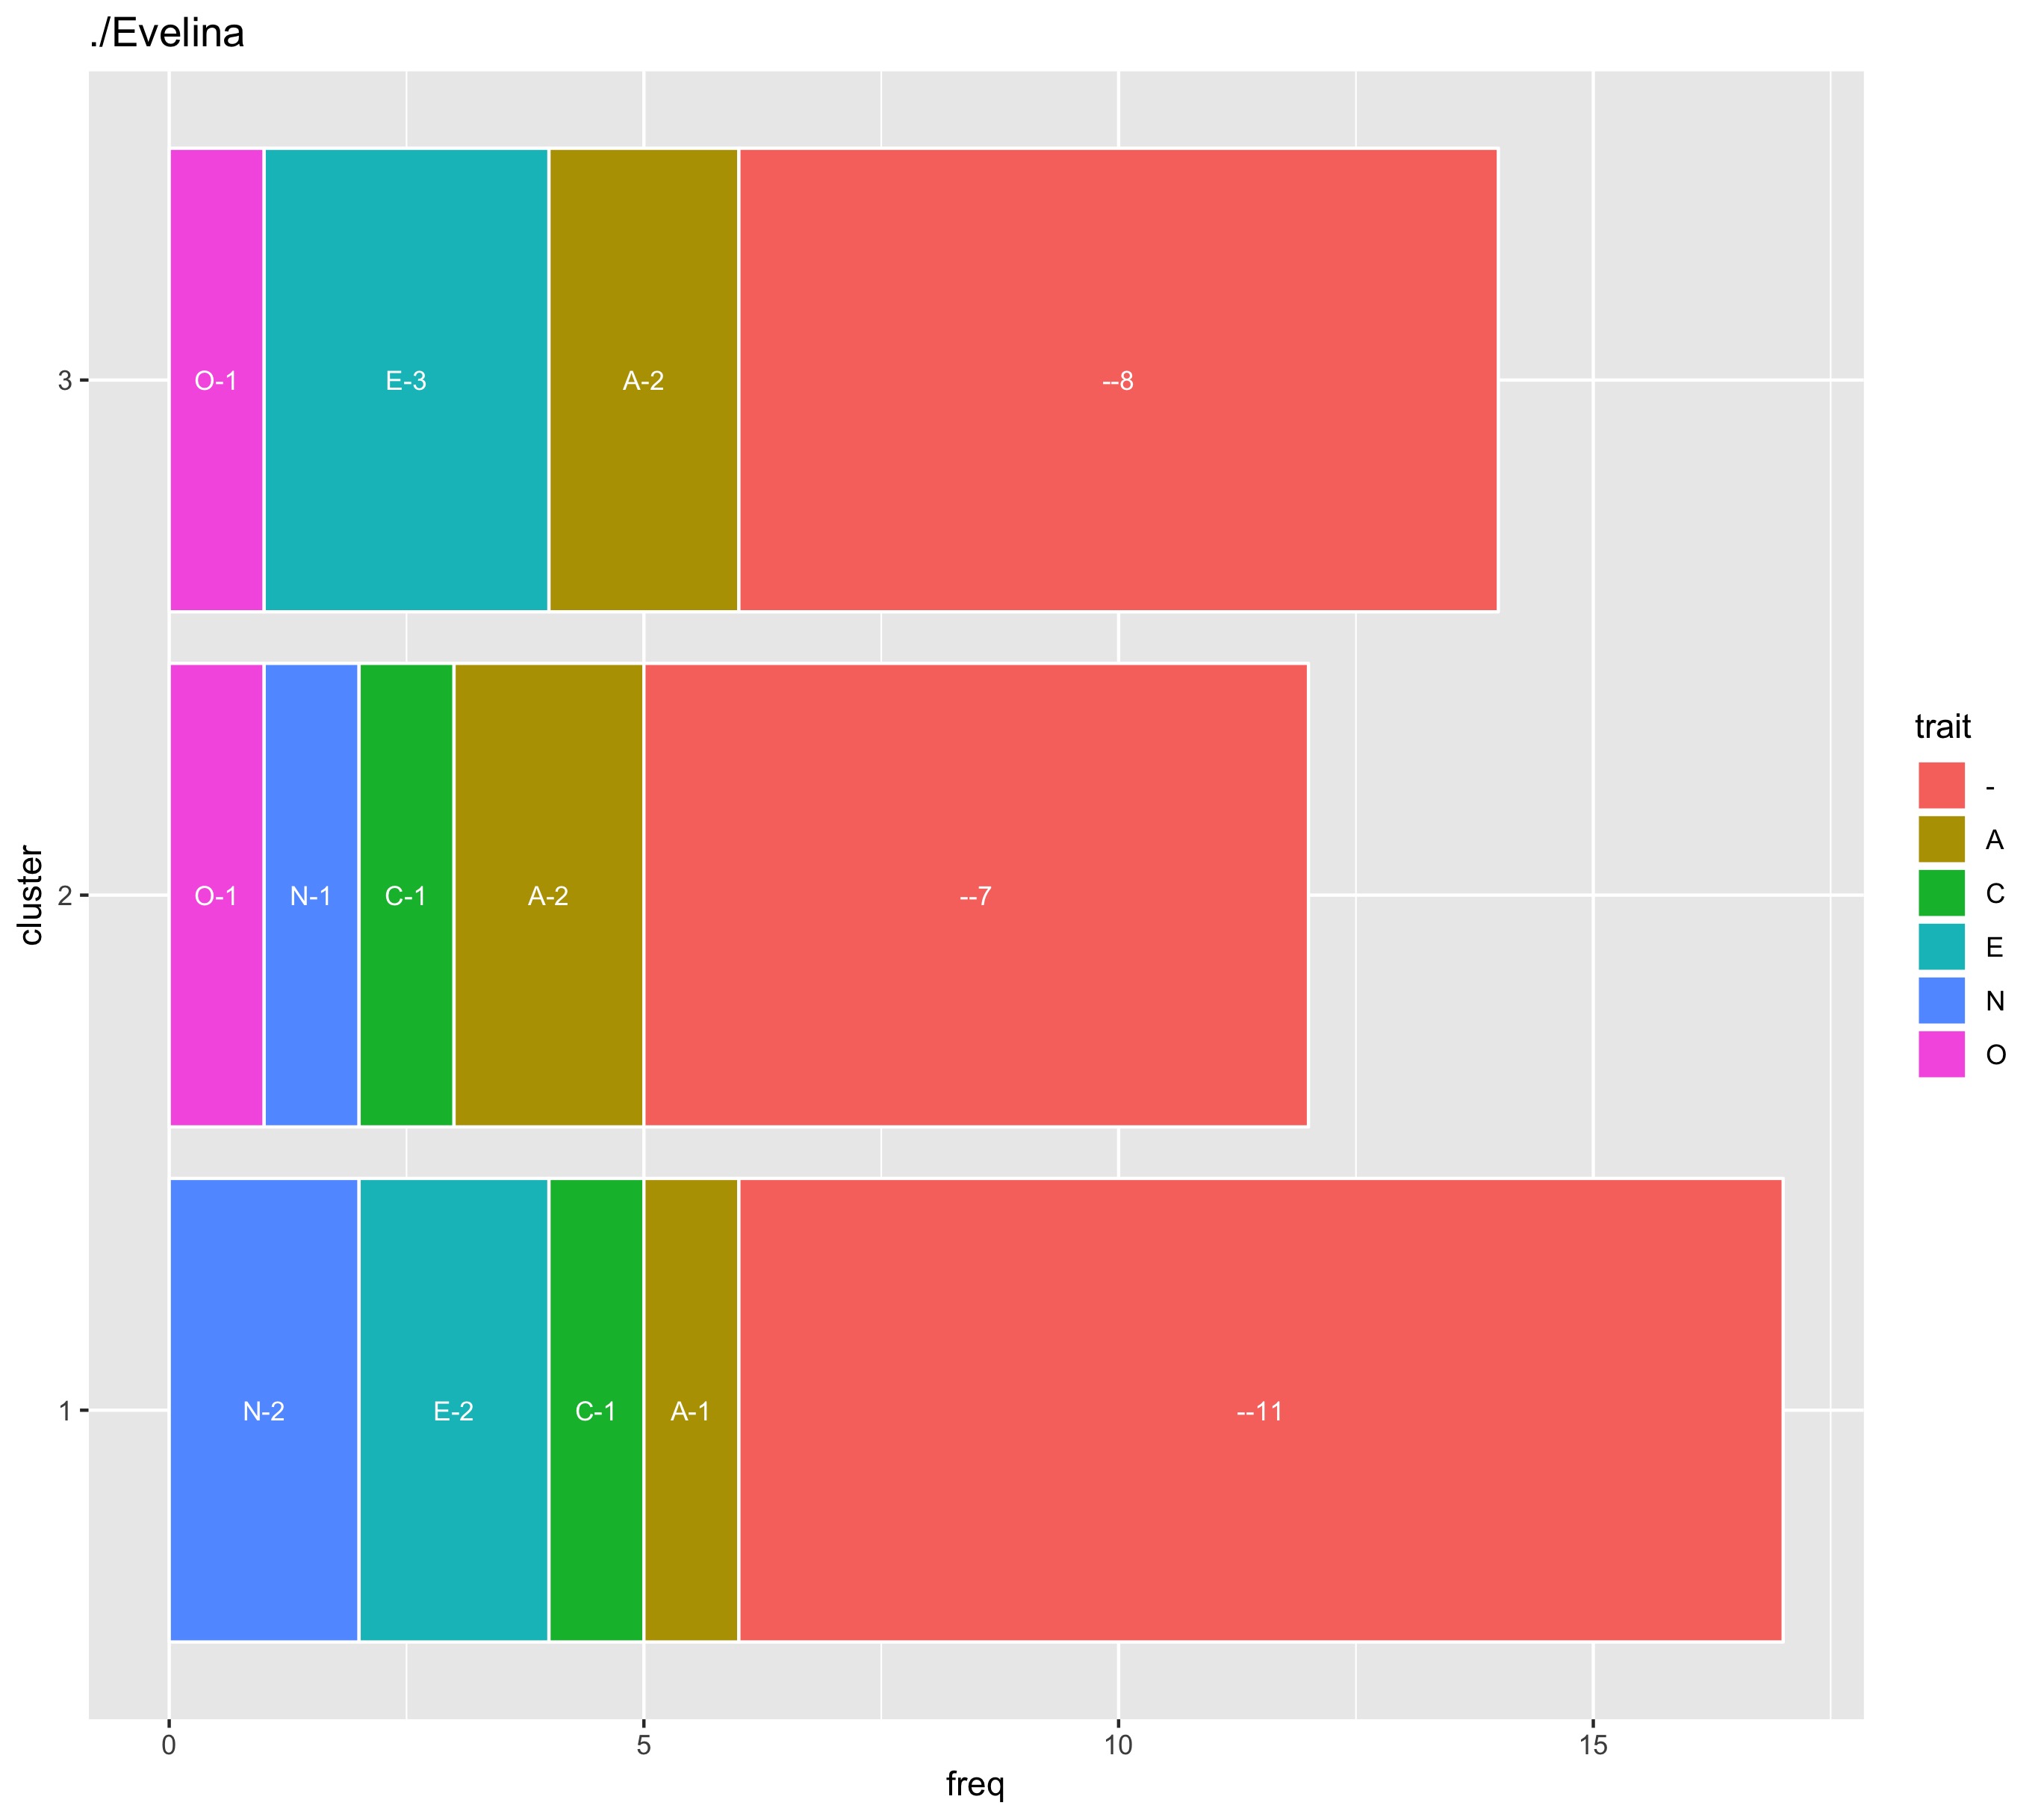 ./Evelina
3
O-1 E-3 A-2 --8
2
O-1 N-1 C-1 A-2 --7
1
N-2 E-2 C-1 A-1 --11
0 5 10 15
freq
cluster
trait
-
A
C
E
N
O